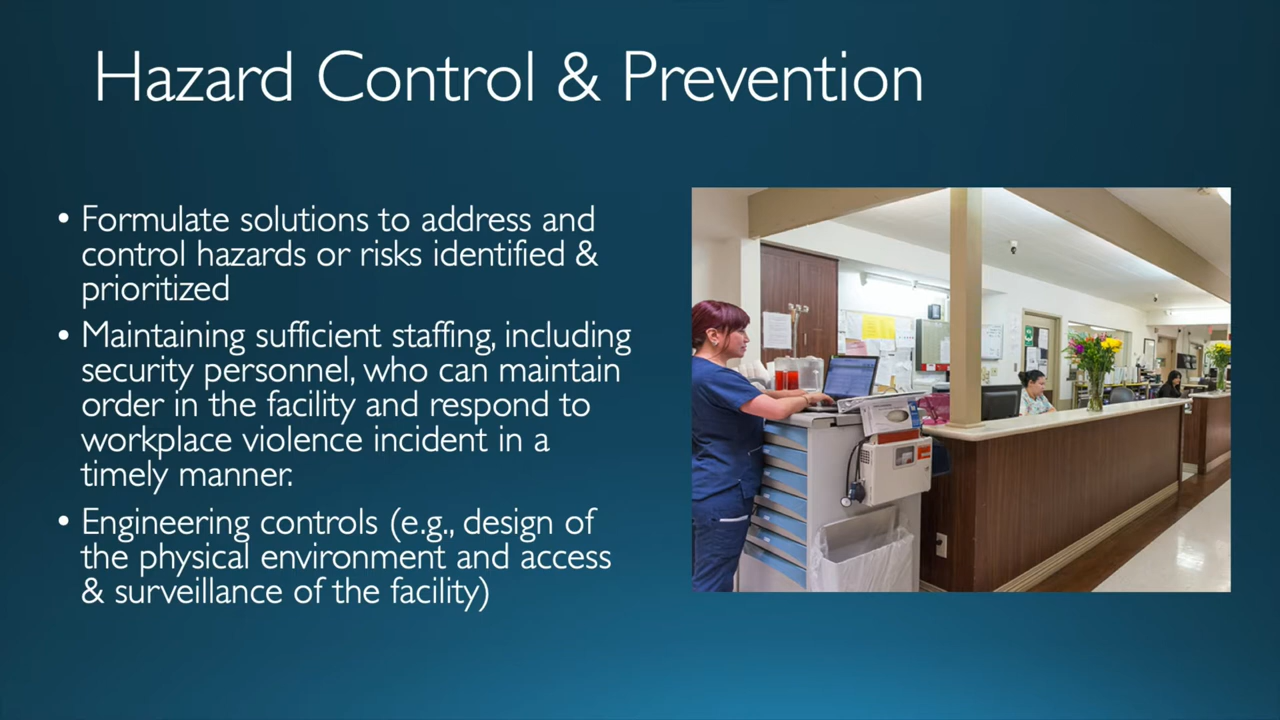 Hazard Control & Prevention
• Formulate solutions to address and
control hazards or risks identified &
prioritized
• Maintaining sufficient staffing, including
security personnel, who can maintain
order in the facility and respond to
workplace violence incident in a
timely manner.
• Engineering controls (e.g., design of
the physical environment and access
& surveillance of the facility)